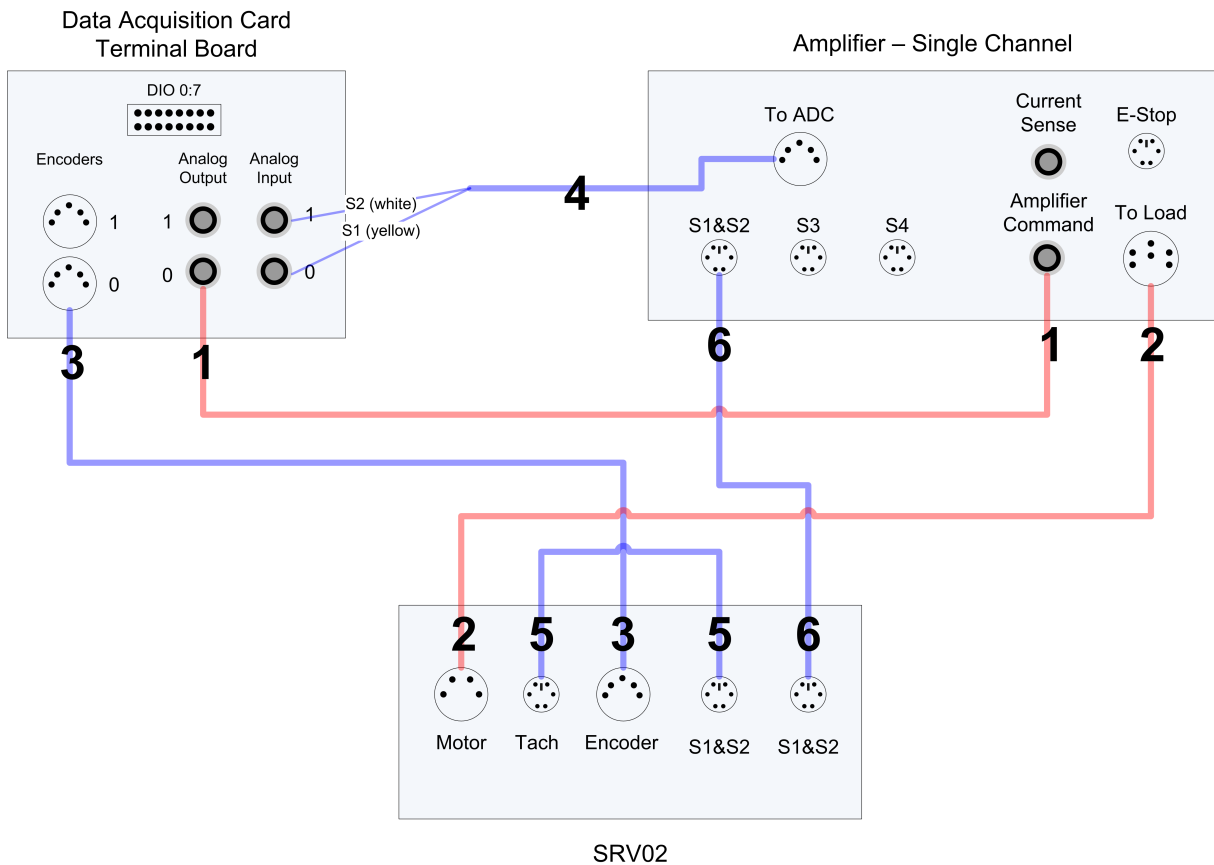 Data Acquisition Card
Terminal Board
DIO 0:7
Encoders
Analog
Output
Analog
Input
1
1
1
0
0
0
S2 (white)
S1 (yellow)
4
3
1
Amplifier – Single Channel
To ADC
Current
Sense
E-Stop
S1&S2
S3
S4
Amplifier
Command
To Load
6
1
2
2
5
3
5
6
Motor
Tach
Encoder
S1&S2
S1&S2
SRV02